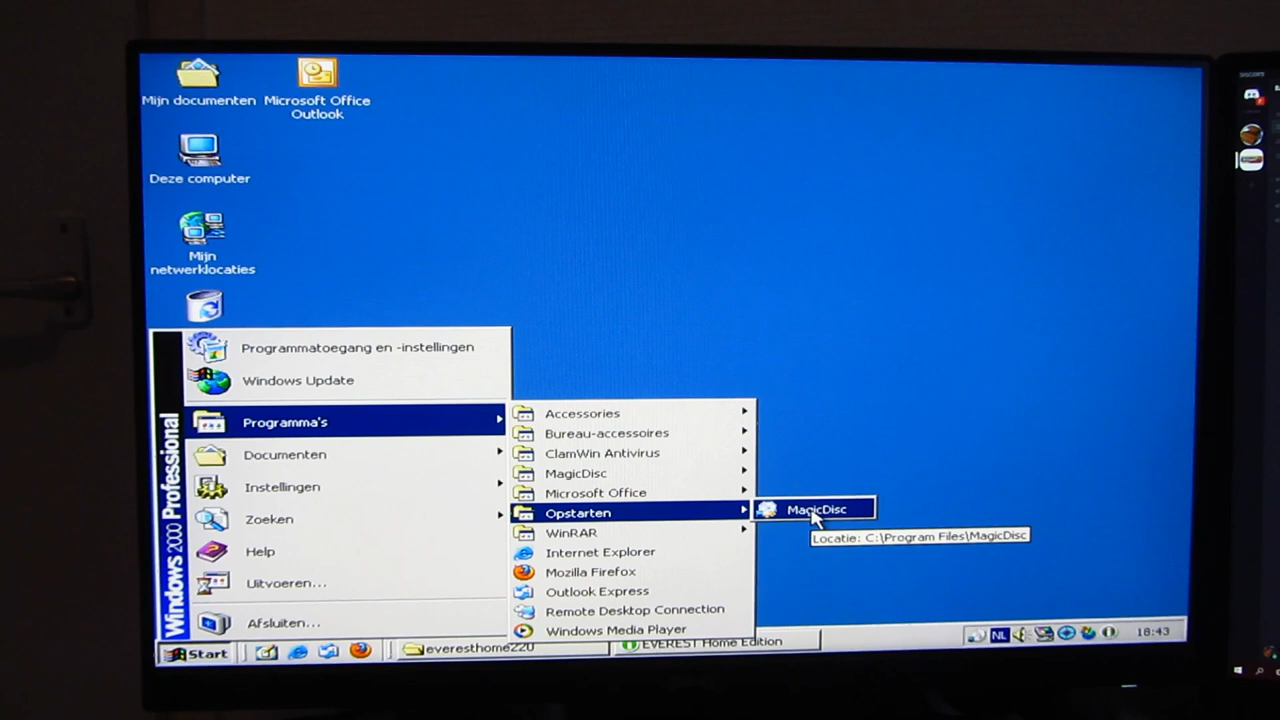 Mijn documenten
Microsoft Office
Outlook
Deze computer
Mijn
netwerklocaties
Windows 2000 Professional
Programmatoegang en -instellingen
Windows Update
Programma's
Documenten
Instellingen
Zoeken
Help
Uitvoeren...
Afsluiten...
Accessories
Bureau-accessoires
ClamWin Antivirus
MagicDisc
Microsoft Office
Opstarten
WinRAR
Internet Explorer
Mozilla Firefox
Outlook Express
Remote Desktop Connection
Windows Media Player
MagicDisc
Locatie: C:\Program Files\MagicDisc
Start
everesthome220
EVEREST Home Edition
NL
18:43